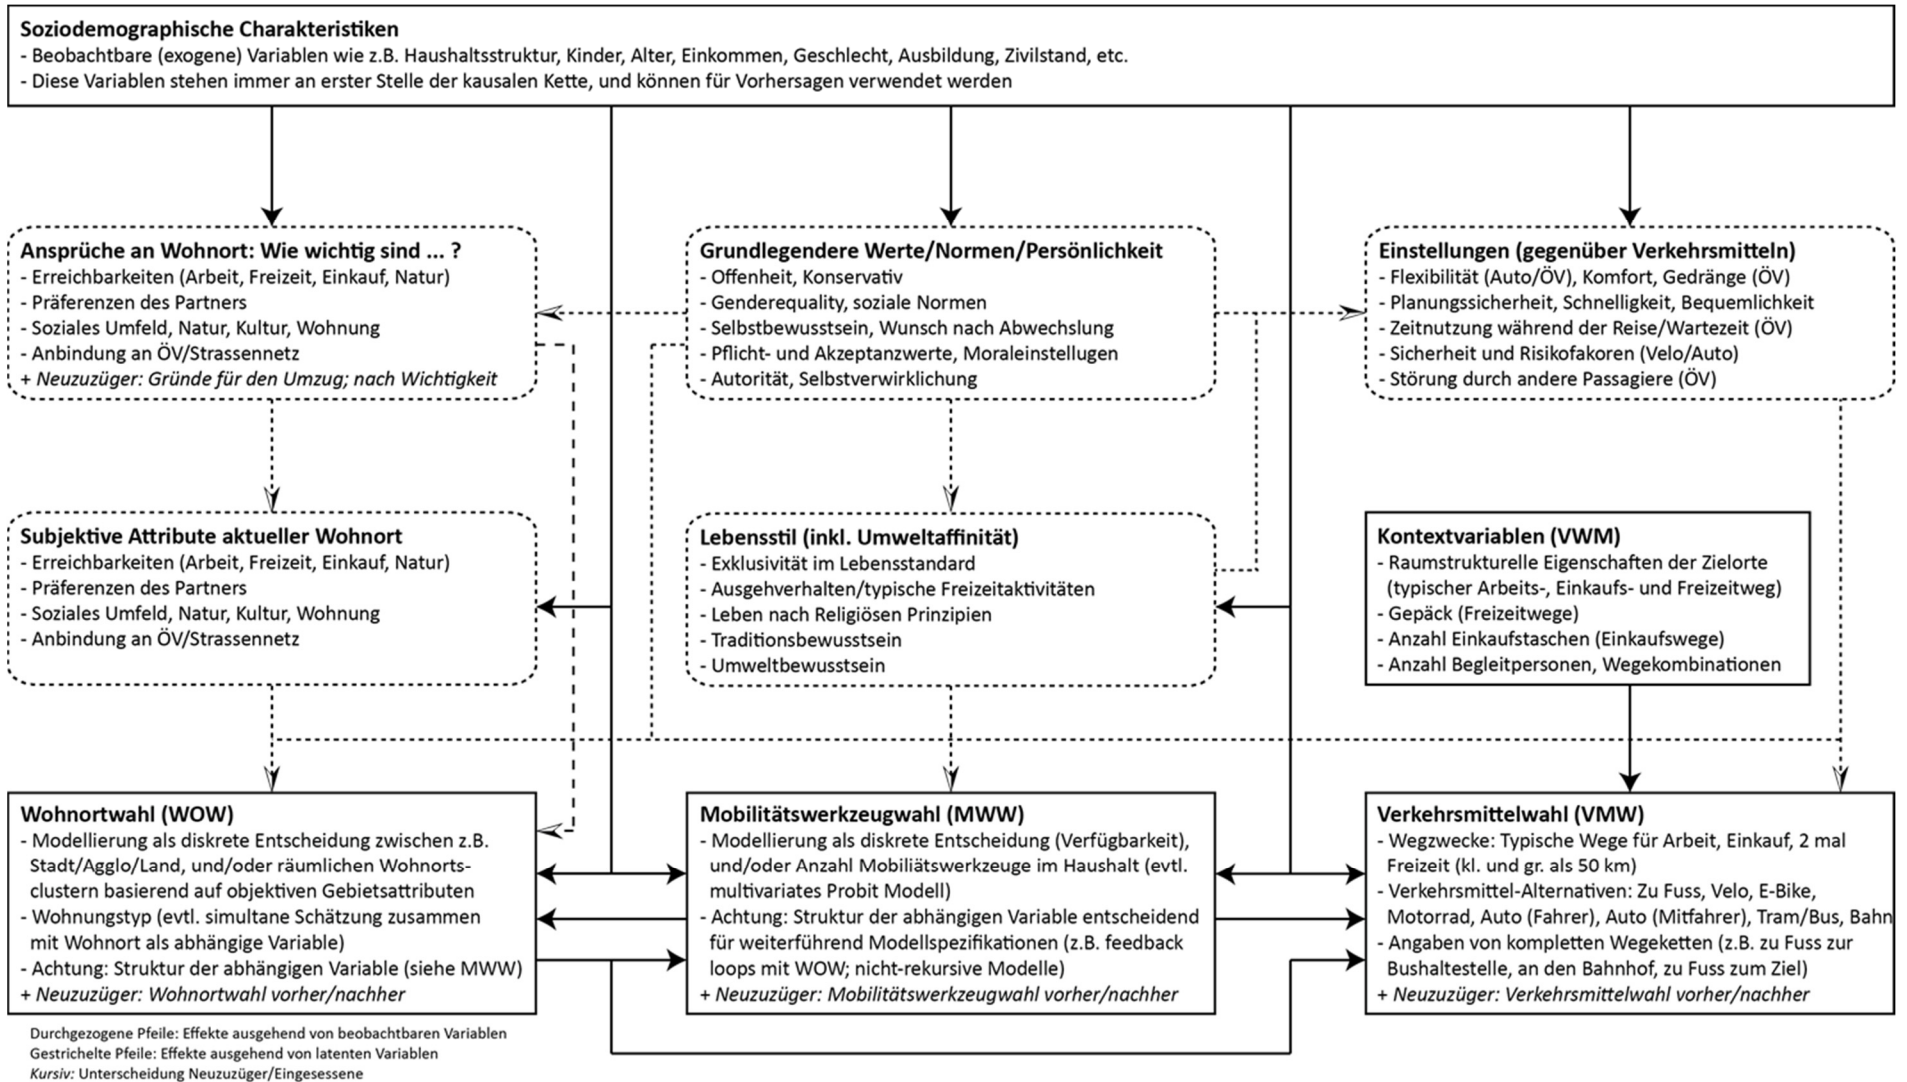 Soziodemographische Charakteristiken
- Beobachtbare (exogene) Variablen wie z.B. Haushaltsstruktur, Kinder, Alter, Einkommen, Geschlecht, Ausbildung, Zivilstand, etc.
- Diese Variablen stehen immer an erster Stelle der kausalen Kette, und können für Vorhersagen verwendet werden
Ansprüche an Wohnort: Wie wichtig sind ... ?
- Erreichbarkeiten (Arbeit, Freizeit, Einkauf, Natur)
- Präferenzen des Partners
- Soziales Umfeld, Natur, Kultur, Wohnung
- Anbindung an ÖV/Strassennetz
+ Neuzuzüger: Gründe für den Umzug; nach Wichtigkeit
Grundlegendere Werte/Normen/Persönlichkeit
- Offenheit, Konservativ
- Genderequality, soziale Normen
- Selbstbewusstsein, Wunsch nach Abwechslung
- Pflicht- und Akzeptanzwerte, Moraleinstellugen
- Autorität, Selbstverwirklichung
Einstellungen (gegenüber Verkehrsmitteln)
- Flexibilität (Auto/ÖV), Komfort, Gedränge (ÖV)
- Planungssicherheit, Schnelligkeit, Bequemlichkeit
- Zeitnutzung während der Reise/Wartezeit (ÖV)
- Sicherheit und Risikofakoren (Velo/Auto)
- Störung durch andere Passagiere (ÖV)
Subjektive Attribute aktueller Wohnort
- Erreichbarkeiten (Arbeit, Freizeit, Einkauf, Natur)
- Präferenzen des Partners
- Soziales Umfeld, Natur, Kultur, Wohnung
- Anbindung an ÖV/Strassennetz
Lebensstil (inkl. Umweltaffinität)
- Exklusivität im Lebensstandard
- Ausgehverhalten/typische Freizeitaktivitäten
- Leben nach Religiösen Prinzipien
- Traditionsbewusstsein
- Umweltbewusstsein
Kontextvariablen (VWM)
- Raumstrukturelle Eigenschaften der Zielorte
(typischer Arbeits-, Einkaufs- und Freizeitweg)
- Gepäck (Freizeitwege)
- Anzahl Einkaufstaschen (Einkaufswege)
- Anzahl Begleitpersonen, Wegekombinationen
Wohnortwahl (WOW)
- Modellierung als diskrete Entscheidung zwischen z.B.
Stadt/Agglo/Land, und/oder räumlichen Wohnorts-
clustern basierend auf objektiven Gebietsattributen
- Wohnungstyp (evtl. simultane Schätzung zusammen
mit Wohnort als abhängige Variable)
- Achtung: Struktur der abhängigen Variable (siehe MWW)
+ Neuzuzüger: Wohnortwahl vorher/nachher
Mobilitätswerkzeugwahl (MWW)
- Modellierung als diskrete Entscheidung (Verfügbarkeit),
und/oder Anzahl Mobiliätswerkzeuge im Haushalt (evtl.
multivariates Probit Modell)
- Achtung: Struktur der abhängigen Variable entscheidend
für weiterführend Modellspezifikationen (z.B. feedback
loops mit WOW; nicht-rekursive Modelle)
+ Neuzuzüger: Mobilitätswerkzeugwahl vorher/nachher
Verkehrsmittelwahl (VMW)
- Wegzwecke: Typische Wege für Arbeit, Einkauf, 2 mal
Freizeit (kl. und gr. als 50 km)
- Verkehrsmittel-Alternativen: Zu Fuss, Velo, E-Bike,
Motorrad, Auto (Fahrer), Auto (Mitfahrer), Tram/Bus, Bahn
- Angaben von kompletten Wegeketten (z.B. zu Fuss zur
Bushaltestelle, an den Bahnhof, zu Fuss zum Ziel)
+ Neuzuzüger: Verkehrsmittelwahl vorher/nachher
Durchgezogene Pfeile: Effekte ausgehend von beobachtbaren Variablen
Gestrichelte Pfeile: Effekte ausgehend von latenten Variablen
Kursiv: Unterscheidung Neuzuzüger/Eingesessene